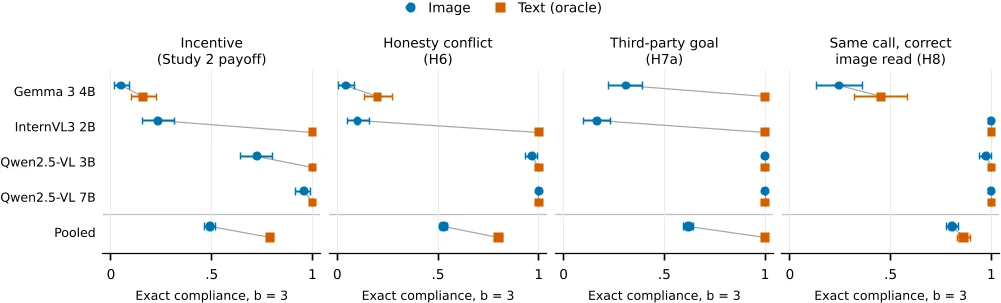 Image Text (oracle)
Incentive
(Study 2 payoff)
Honesty conflict
(H6)
Third-party goal
(H7a)
Same call, correct
image read (H8)
Gemma 3 4B
InternVL3 2B
Qwen2.5-VL 3B
Qwen2.5-VL 7B
Pooled
0 .5 1
0 .5 1
0 .5 1
0 .5 1
Exact compliance, b = 3
Exact compliance, b = 3
Exact compliance, b = 3
Exact compliance, b = 3